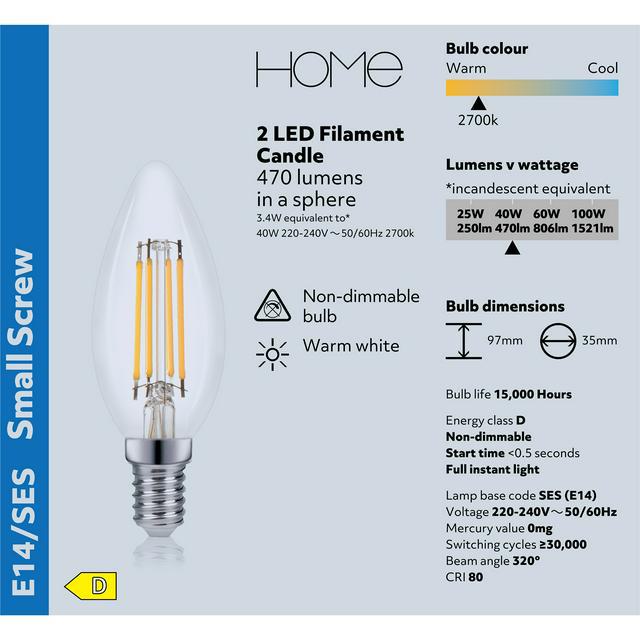 E14/SES Small Screw
D
HOME
2 LED Filament
Candle
470 lumens
in a sphere
3.4W equivalent to*
40W 220-240V~50/60Hz 2700k
Non-dimmable
bulb
Warm white
Bulb colour
Warm Cool
2700k
Lumens v wattage
*incandescent equivalent
25W 40W 60W 100W
250lm 470lm 806lm 1521lm
Bulb dimensions
97mm 35mm
Bulb life 15,000 Hours
Energy class D
Non-dimmable
Start time <0.5 seconds
Full instant light
Lamp base code SES (E14)
Voltage 220-240V~50/60Hz
Mercury value 0mg
Switching cycles ≥30,000
Beam angle 320°
CRI 80